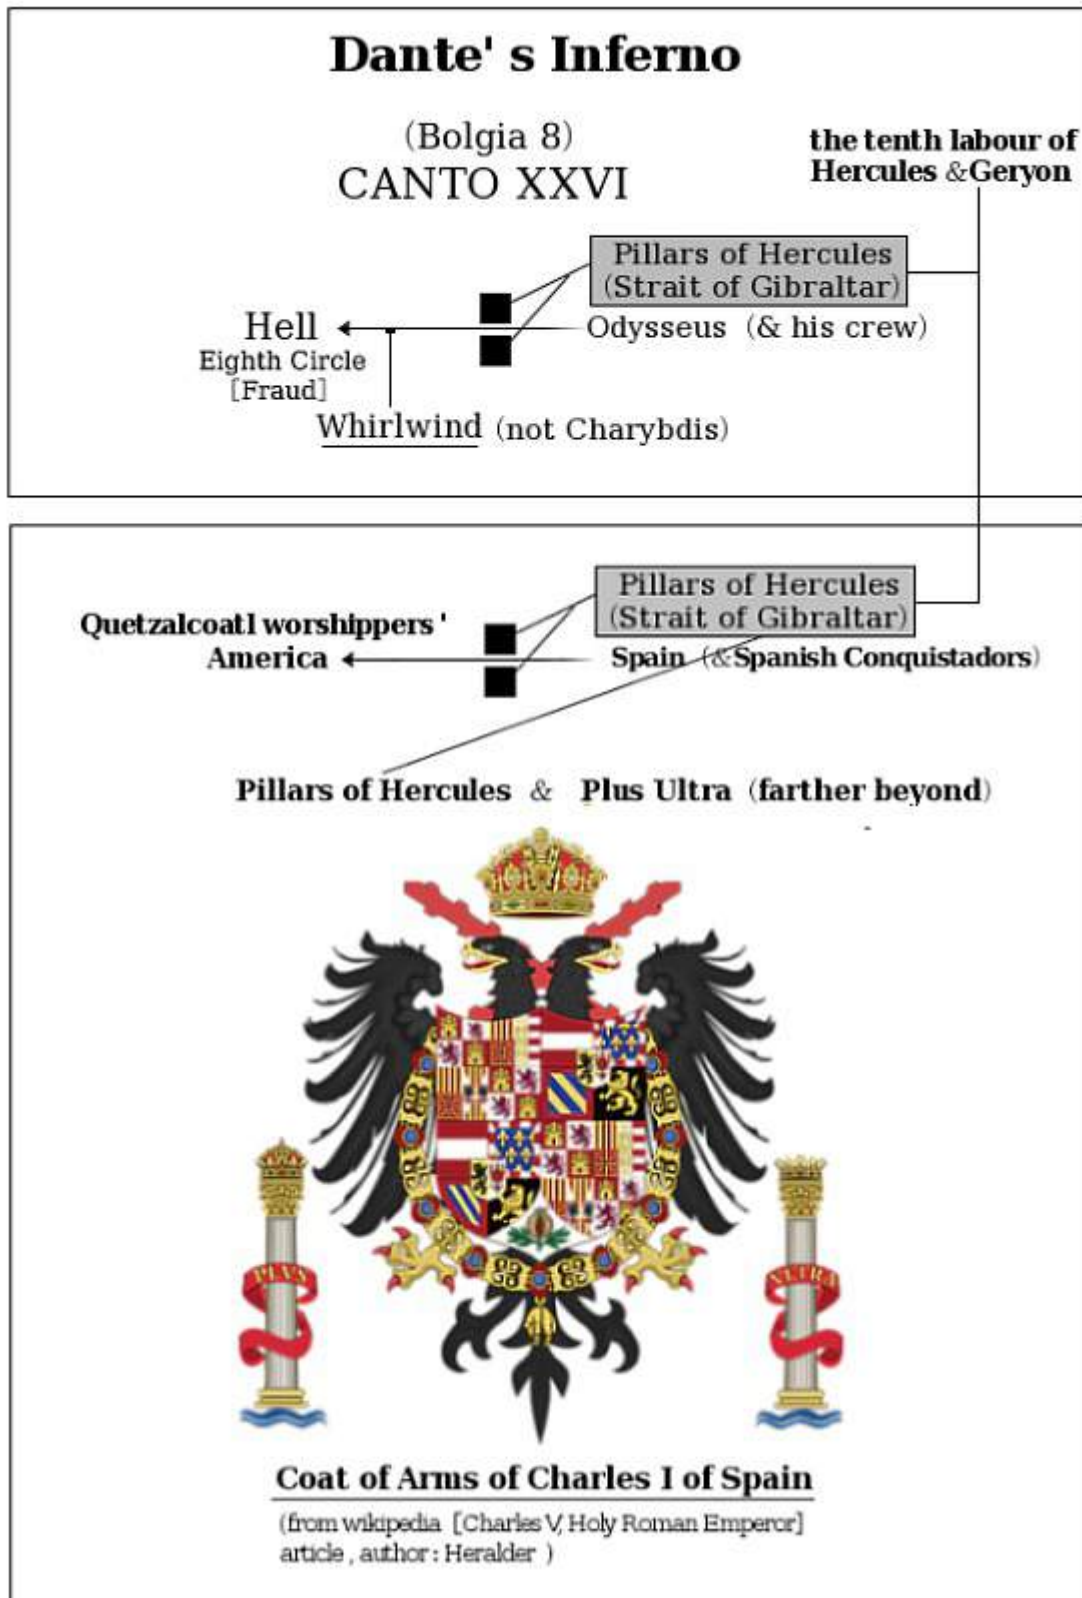 Dante' s Inferno
(Bolgia 8)
CANTO XXVI
the tenth labour of
Hercules &Geryon
Pillars of Hercules
(Strait of Gibraltar)
Hell
Odysseus (& his crew)
Eighth Circle
[Fraud]
Whirlwind (not Charybdis)
Pillars of Hercules
(Strait of Gibraltar)
Quetzalcoatl worshippers '
America
Spain (&Spanish Conquistadors)
Pillars of Hercules & Plus Ultra (farther beyond)
PLVS
VLTRA
Coat of Arms of Charles I of Spain
(from wikipedia [Charles V, Holy Roman Emperor]
article , author : Heralder )